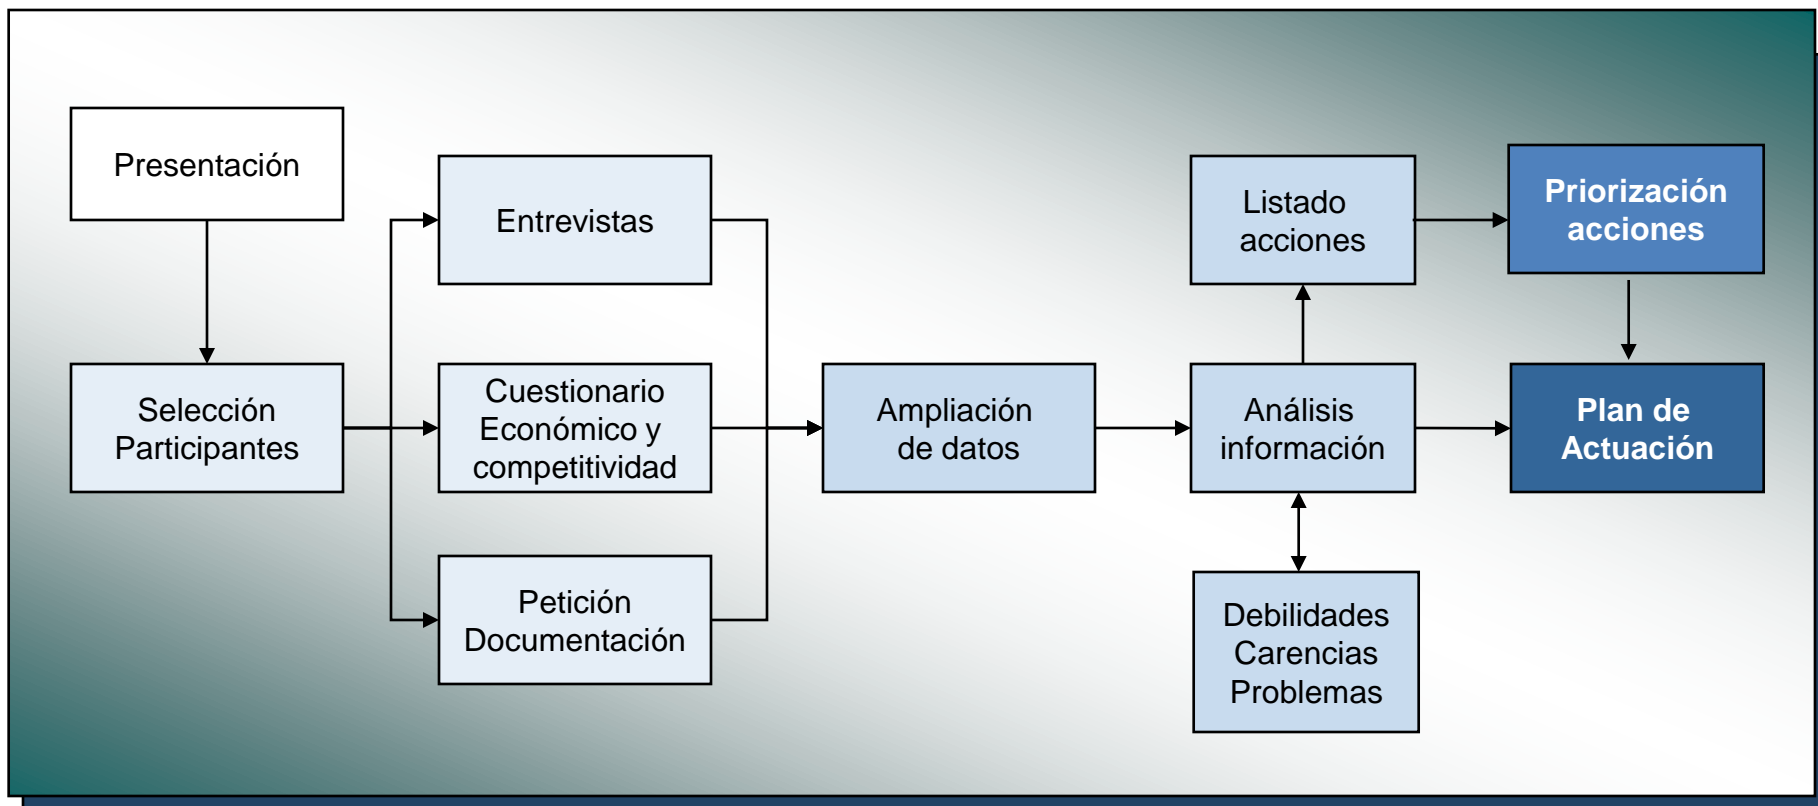 Presentación
Selección
Participantes
Entrevistas
Cuestionario
Económico y
competitividad
Petición
Documentación
Ampliación
de datos
Listado
acciones
Análisis
información
Debilidades
Carencias
Problemas
Priorización
acciones
Plan de
Actuación